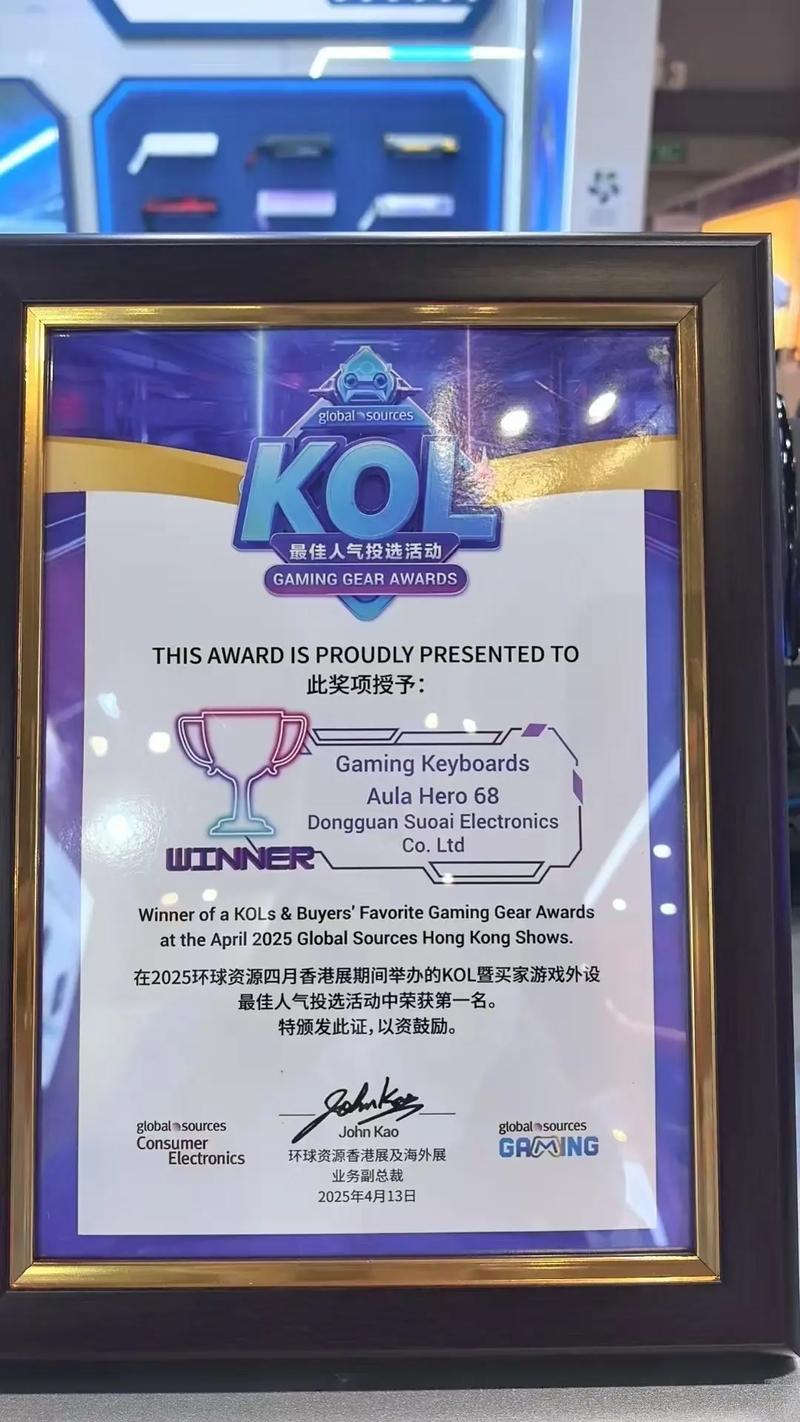 global sources
KOL
最佳人气投选活动
GAMING GEAR AWARDS
THIS AWARD IS PROUDLY PRESENTED TO
此奖项授予：
Gaming Keyboards
Aula Hero 68
Dongguan Suoai Electronics
Co. Ltd
WINNER
Winner of a KOLs & Buyers' Favorite Gaming Gear Awards
at the April 2025 Global Sources Hong Kong Shows.
在2025环球资源四月香港展期间举办的KOL暨买家游戏外设
最佳人气投选活动中荣获第一名。
特颁发此证，以资鼓励。
John Kao
John Kao
环球资源香港展及海外展
业务副总裁
2025年4月13日
global sources
Consumer
Electronics
global sources
GAMING